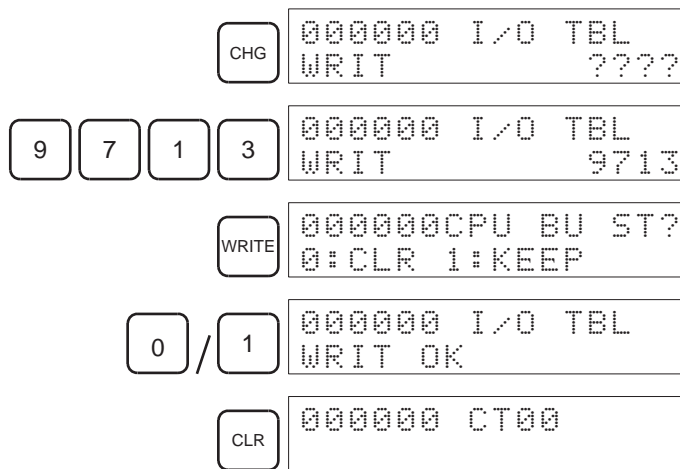 CHG
000000 I/O TBL
WRIT ????
9 7 1 3
000000 I/O TBL
WRIT 9713
WRITE
000000CPU BU ST?
0:CLR 1:KEEP
0 / 1
000000 I/O TBL
WRIT OK
CLR
000000 CT00